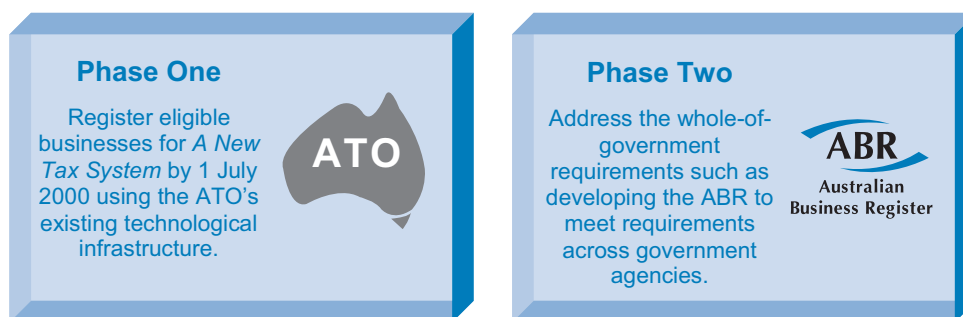 Phase One
Register eligible
businesses for A New
Tax System by 1 July
2000 using the ATO's
existing technological
infrastructure.
ATO
Phase Two
Address the whole-of-
government
requirements such as
developing the ABR to
meet requirements
across government
agencies.
ABR
Australian
Business Register